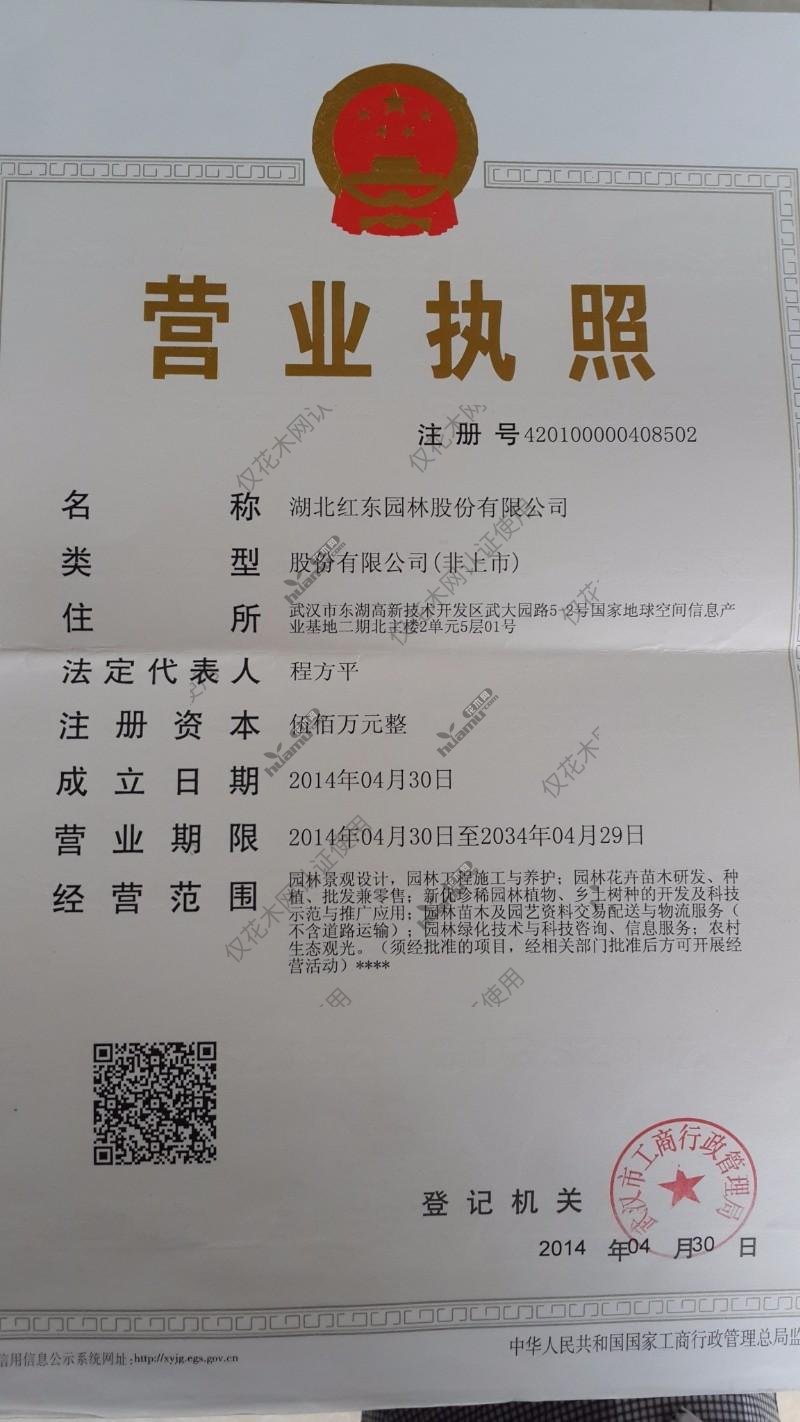 营业执照
注册号420100000408502
名称 湖北红东园林股份有限公司
类型 股份有限公司(非上市)
住所 武汉市东湖高新技术开发区武大园路5-2号国家地球空间信息产
业基地二期北主楼2单元5层01号
法定代表人 程方平
注册资本 伍佰万元整
成立日期 2014年04月30日
营业期限 2014年04月30日至2034年04月29日
经营范围 园林景观设计，园林工程施工与养护；园林花卉苗木研发、种
植、批发兼零售；新优珍稀园林植物、乡土树种的开发及科技
示范与推广应用；园林苗木及园艺资料交易配送与物流服务（
不含道路运输）；园林绿化技术与科技咨询、信息服务；农村
生态观光。（须经批准的项目，经相关部门批准后方可开展经
营活动）****
仅花木网认证使用
花木网
huamu.com
武汉市工商行政管理局
登记机关
2014 年04 月30 日
信用信息公示系统网址:http://xyjg.egs.gov.cn
中华人民共和国国家工商行政管理总局监